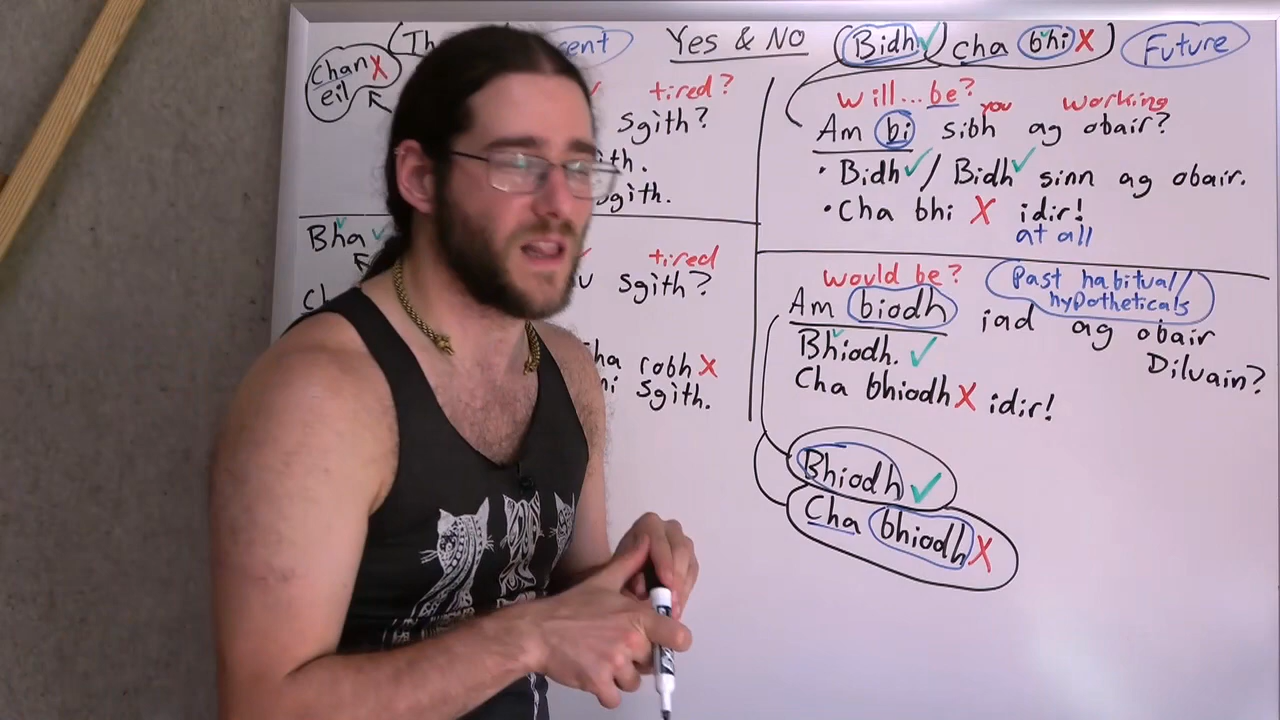 Yes & No
Chan X
eil
tired?
sgith?
tired
sgith?
Bha ✓
robh X
sgith.
Bidh ✓ cha bhi X
Future
will...be? you working
Am bi sibh ag obair?
• Bidh ✓ / Bidh ✓ sinn ag obair.
• Cha bhi X idir!
at all
would be?
Past habitual/
hypotheticals
Am biodh iad ag obair
Diluain?
Bhiodh. ✓
Cha bhiodh X idir!
Bhiodh ✓
Cha bhiodh X